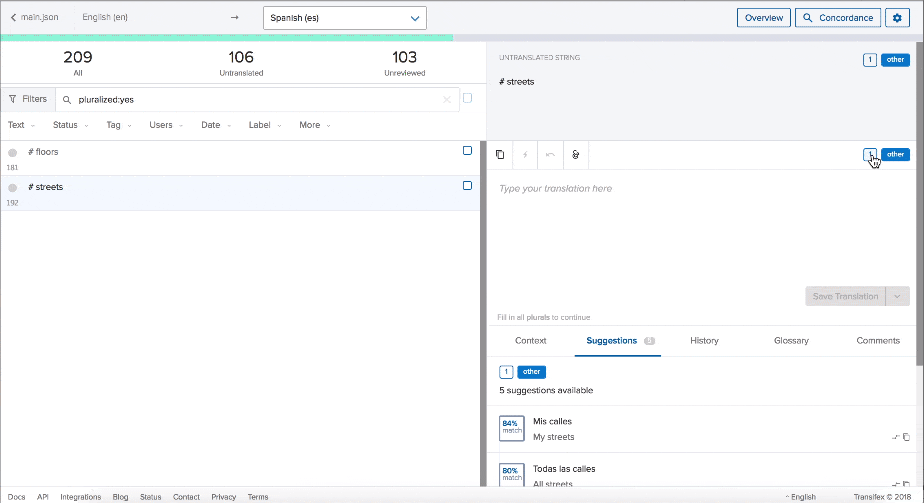 main.json English (en) → Spanish (es) Overview Concordance
209 106 103
All Untranslated Unreviewed
Filters pluralized:yes
Text Status Tag Users Date Label More
# floors
181
# streets
192
UNTRANSLATED STRING 1 other
# streets
1 other
Type your translation here
Save Translation
Fill in all plurals to continue
Context Suggestions 5 History Glossary Comments
1 other
5 suggestions available
84% match
Mis calles
My streets
80% match
Todas las calles
All streets
Docs API Integrations Blog Status Contact Privacy Terms English Transifex © 2018